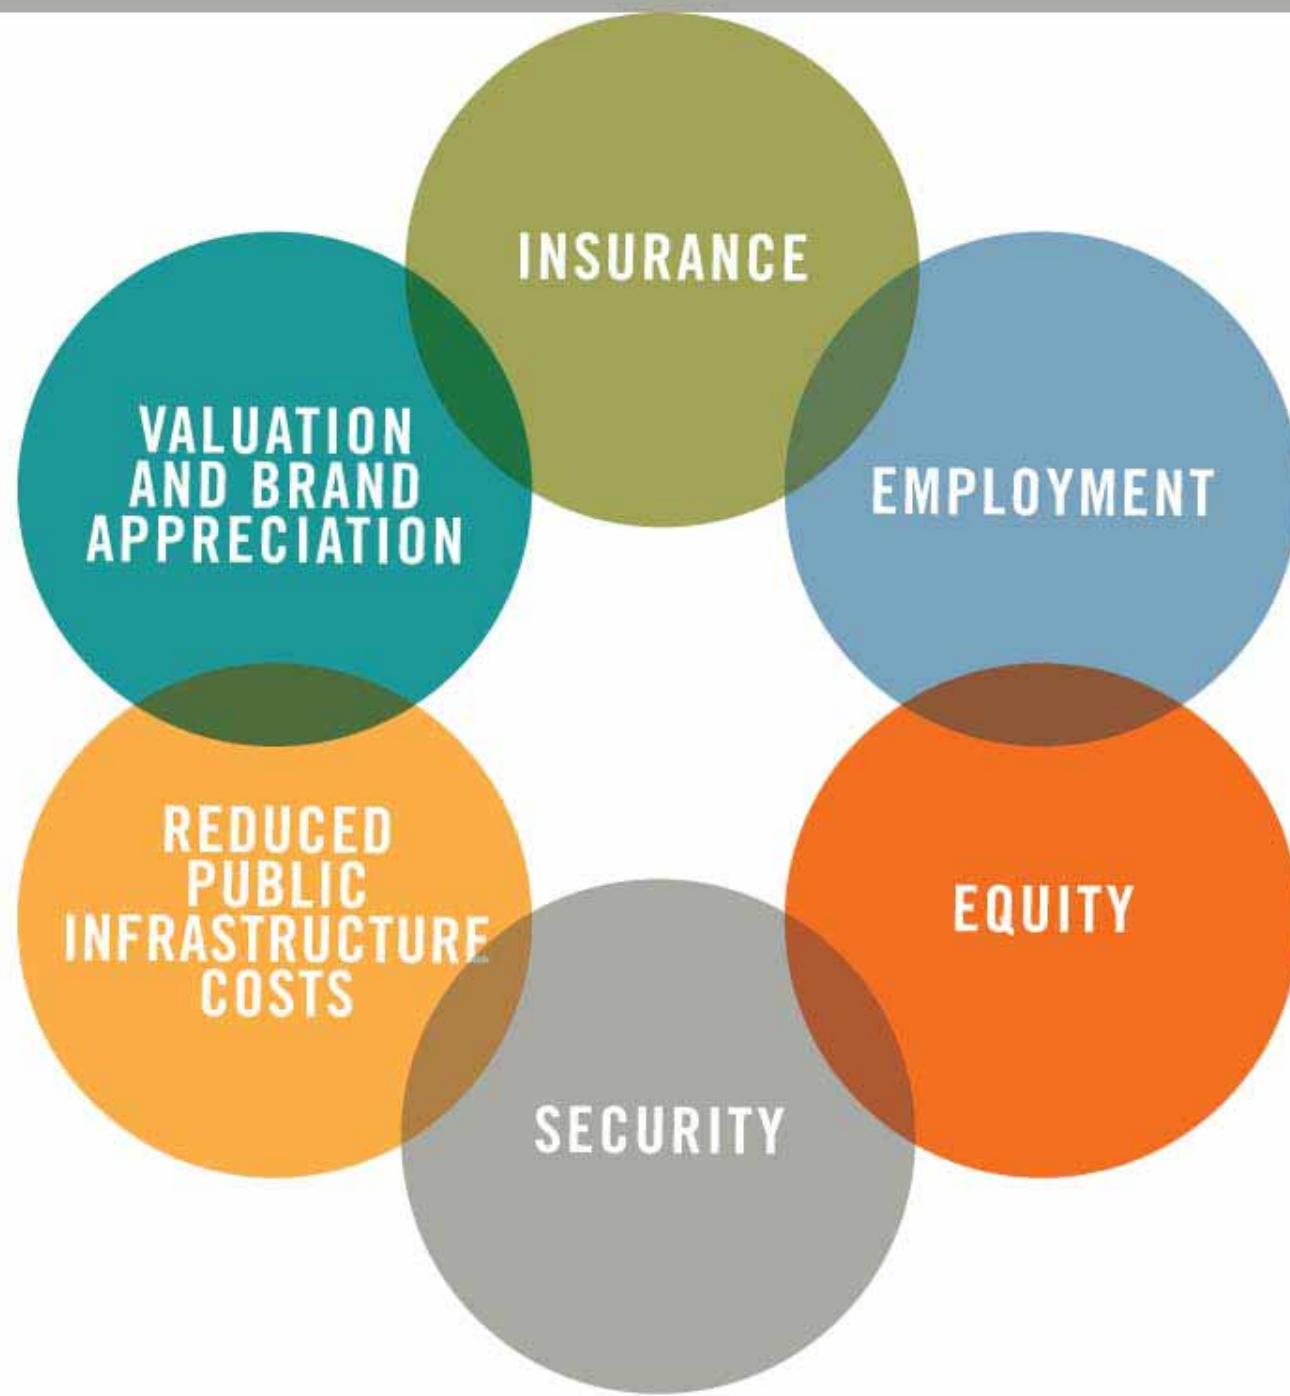 INSURANCE
EMPLOYMENT
VALUATION
AND BRAND
APPRECIATION
REDUCED
PUBLIC
INFRASTRUCTURE
COSTS
EQUITY
SECURITY